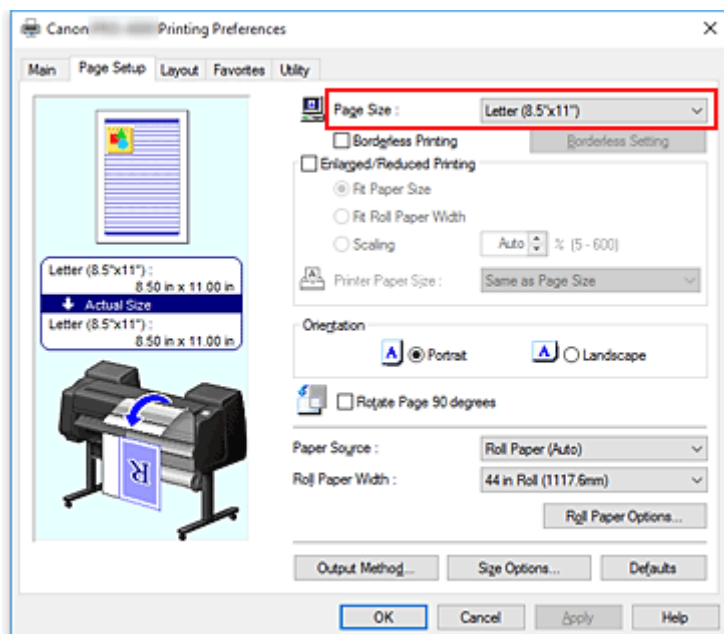 Canon Printing Preferences
Main Page Setup Layout Favorites Utility
Page Size : Letter (8.5"x11")
Borderless Printing Borderless Setting
Enlarged/Reduced Printing
Fit Paper Size
Fit Roll Paper Width
Scaling Auto % (5 - 600)
Printer Paper Size : Same as Page Size
Letter (8.5"x11") :
8.50 in x 11.00 in
Actual Size
Letter (8.5"x11") :
8.50 in x 11.00 in
Orientation
A Portrait A Landscape
Rotate Page 90 degrees
Paper Source : Roll Paper (Auto)
Roll Paper Width : 44 in Roll (1117.6mm)
Roll Paper Options...
Output Method... Size Options... Defaults
OK Cancel Apply Help